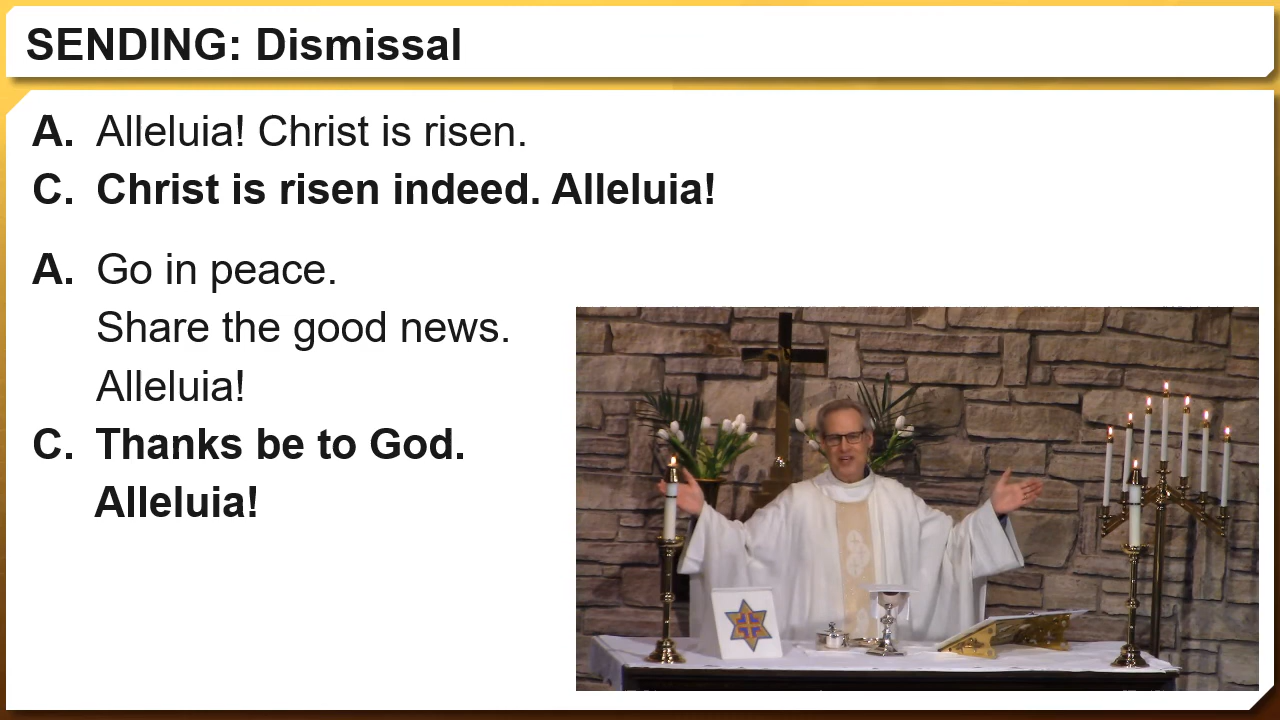 SENDING: Dismissal
A. Alleluia! Christ is risen.
C. Christ is risen indeed. Alleluia!
A. Go in peace.
Share the good news.
Alleluia!
C. Thanks be to God.
Alleluia!